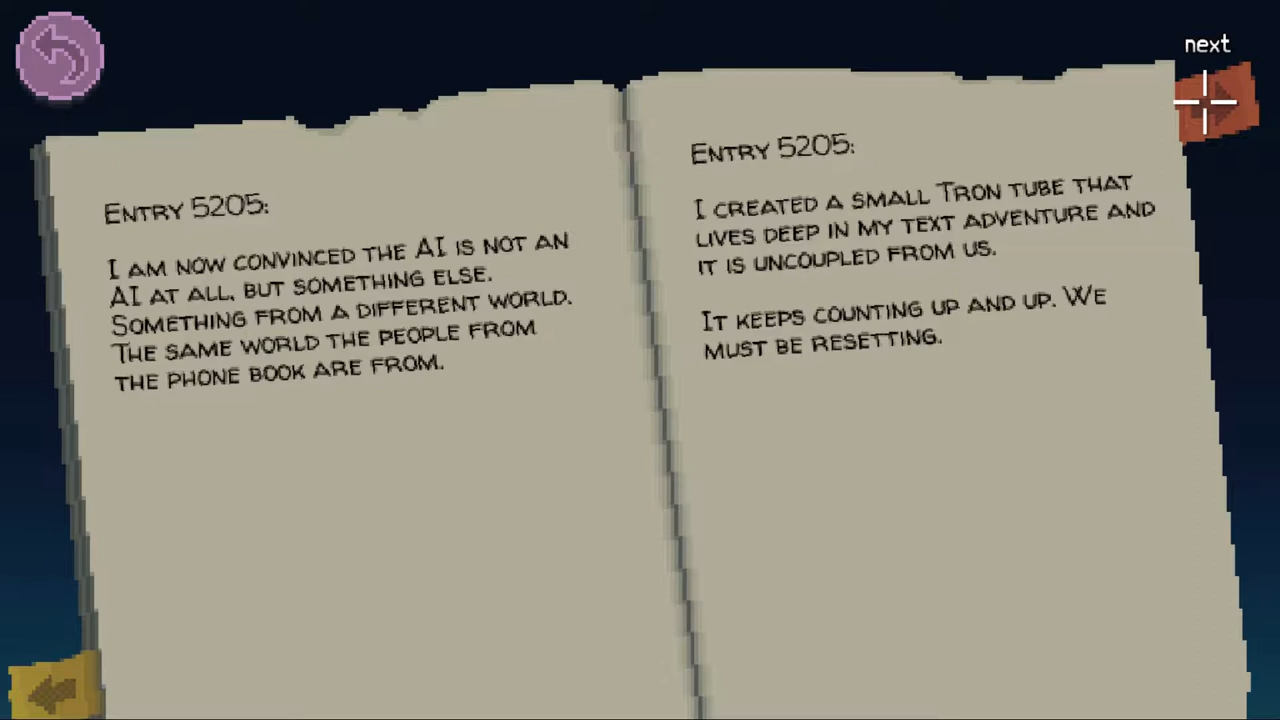 next
Entry 5205:
I am now convinced the AI is not an
AI at all, but something else.
Something from a different world.
The same world the people from
the phone book are from.
Entry 5205:
I created a small Tron tube that
lives deep in my text adventure and
it is uncoupled from us.
It keeps counting up and up. We
must be resetting.